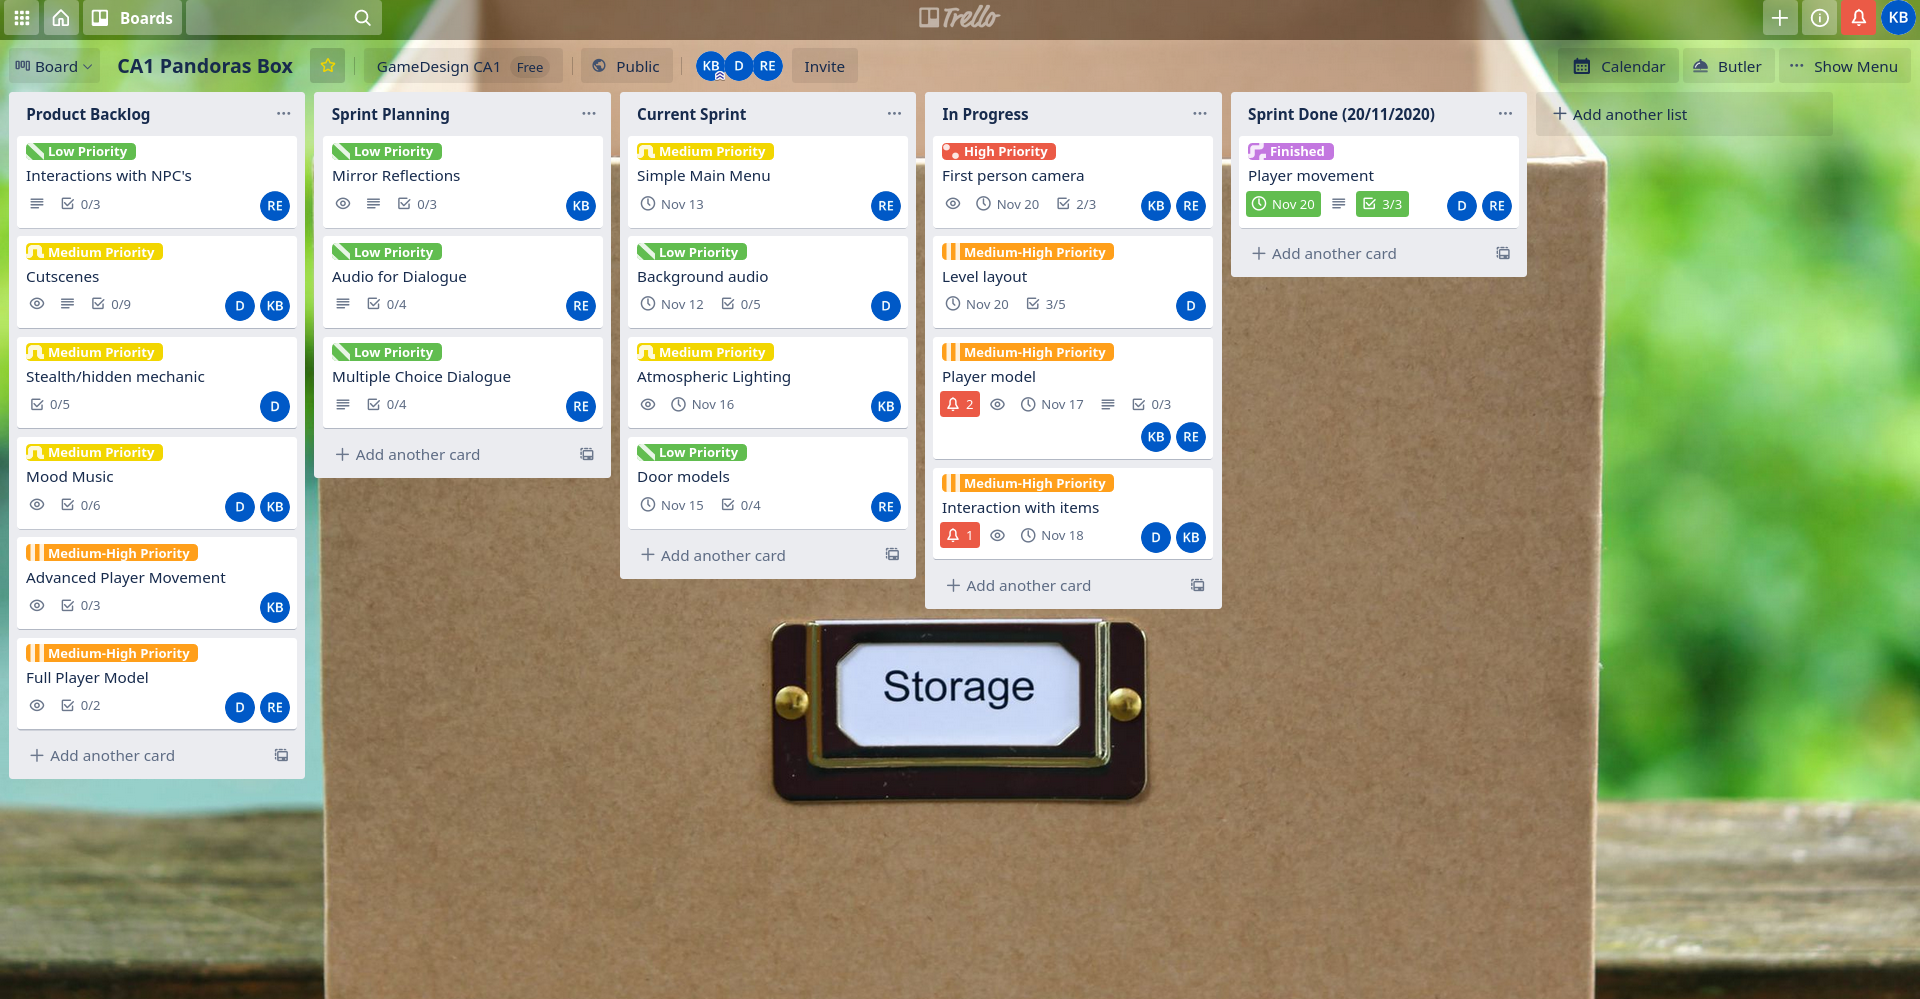 Boards
Trello
KB
Board
CA1 Pandoras Box
GameDesign CA1 Free
Public
KB D RE
Invite
Calendar
Butler
Show Menu
Product Backlog
Low Priority
Interactions with NPC's
0/3
RE
Medium Priority
Cutscenes
0/9
D KB
Medium Priority
Stealth/hidden mechanic
0/5
D
Medium Priority
Mood Music
0/6
D KB
Medium-High Priority
Advanced Player Movement
0/3
KB
Medium-High Priority
Full Player Model
0/2
D RE
Add another card
Sprint Planning
Low Priority
Mirror Reflections
0/3
KB
Low Priority
Audio for Dialogue
0/4
RE
Low Priority
Multiple Choice Dialogue
0/4
RE
Add another card
Current Sprint
Medium Priority
Simple Main Menu
Nov 13
RE
Low Priority
Background audio
Nov 12 0/5
D
Medium Priority
Atmospheric Lighting
Nov 16
KB
Low Priority
Door models
Nov 15 0/4
RE
Add another card
In Progress
High Priority
First person camera
Nov 20 2/3
KB RE
Medium-High Priority
Level layout
Nov 20 3/5
D
Medium-High Priority
Player model
2 Nov 17 0/3
KB RE
Medium-High Priority
Interaction with items
1 Nov 18
D KB
Add another card
Sprint Done (20/11/2020)
Finished
Player movement
Nov 20 3/3
D RE
Add another card
Add another list
Storage